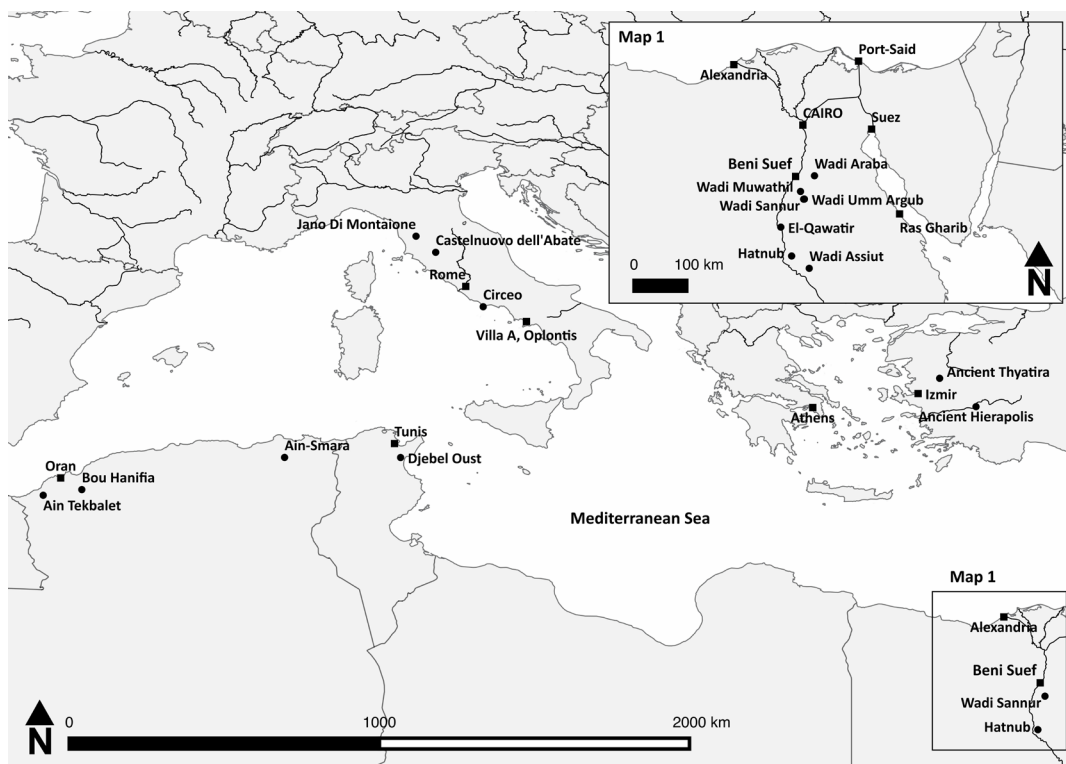 Map 1
Port-Said
Alexandria
CAIRO
Suez
Beni Suef
Wadi Araba
Wadi Muwathil
Wadi Sannur
Wadi Umm Argub
Ras Gharib
El-Qawatir
Hatnub
Wadi Assiut
0
100 km
N
Jano Di Montaione
Castelnuovo dell'Abate
Rome
Circeo
Villa A, Oplontis
Ancient Thyatira
Izmir
Athens
Ancient Hierapolis
Tunis
Ain-Smara
Djebel Oust
Oran
Bou Hanifia
Ain Tekbalet
Mediterranean Sea
Map 1
Alexandria
Beni Suef
Wadi Sannur
Hatnub
N
0
1000
2000 km